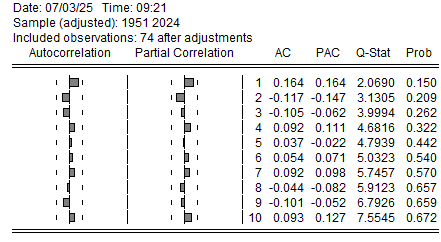 Date: 07/03/25 Time: 09:21
Sample (adjusted): 1951 2024
Included observations: 74 after adjustments
Autocorrelation Partial Correlation AC PAC Q-Stat Prob
1 0.164 0.164 2.0690 0.150
2 -0.117 -0.147 3.1305 0.209
3 -0.105 -0.062 3.9994 0.262
4 0.092 0.111 4.6816 0.322
5 0.037 -0.022 4.7939 0.442
6 0.054 0.071 5.0323 0.540
7 0.092 0.098 5.7457 0.570
8 -0.044 -0.082 5.9123 0.657
9 -0.101 -0.052 6.7926 0.659
10 0.093 0.127 7.5545 0.672